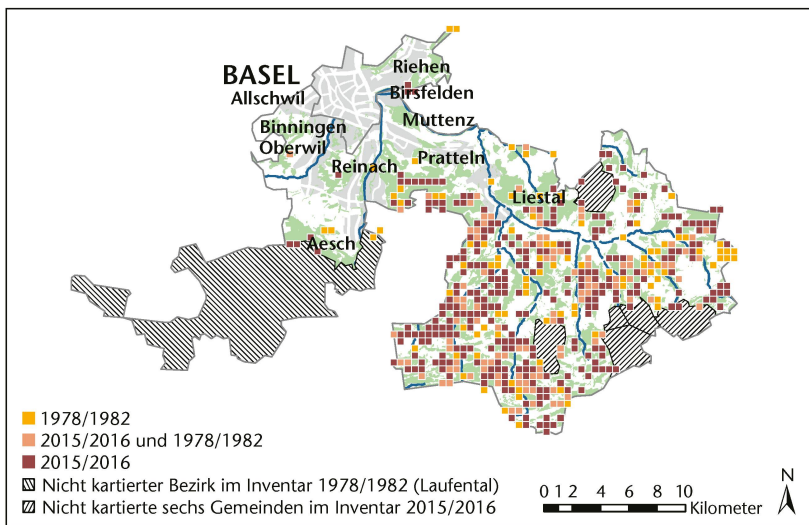 Riehen
BASEL
Allschwil
Birsfelden
Muttenz
Binningen
Oberwil
Reinach
Pratteln
Liestal
Aesch
1978/1982
2015/2016 und 1978/1982
2015/2016
Nicht kartierter Bezirk im Inventar 1978/1982 (Laufental)
Nicht kartierte sechs Gemeinden im Inventar 2015/2016
0 1 2 4 6 8 10
Kilometer
N